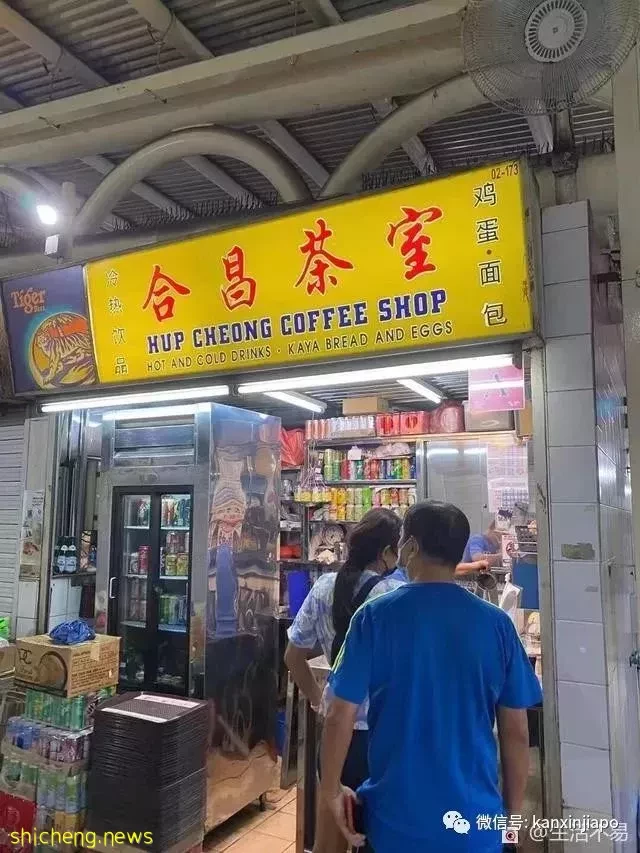 02-173
合昌茶室
冷热饮品
鸡蛋·面包
HUP CHEONG COFFEE SHOP
HOT AND COLD DRINKS · KAYA BREAD AND EGGS
Tiger
Beer
微信号: kanxinjiapo
@生活不易
shicheng.news